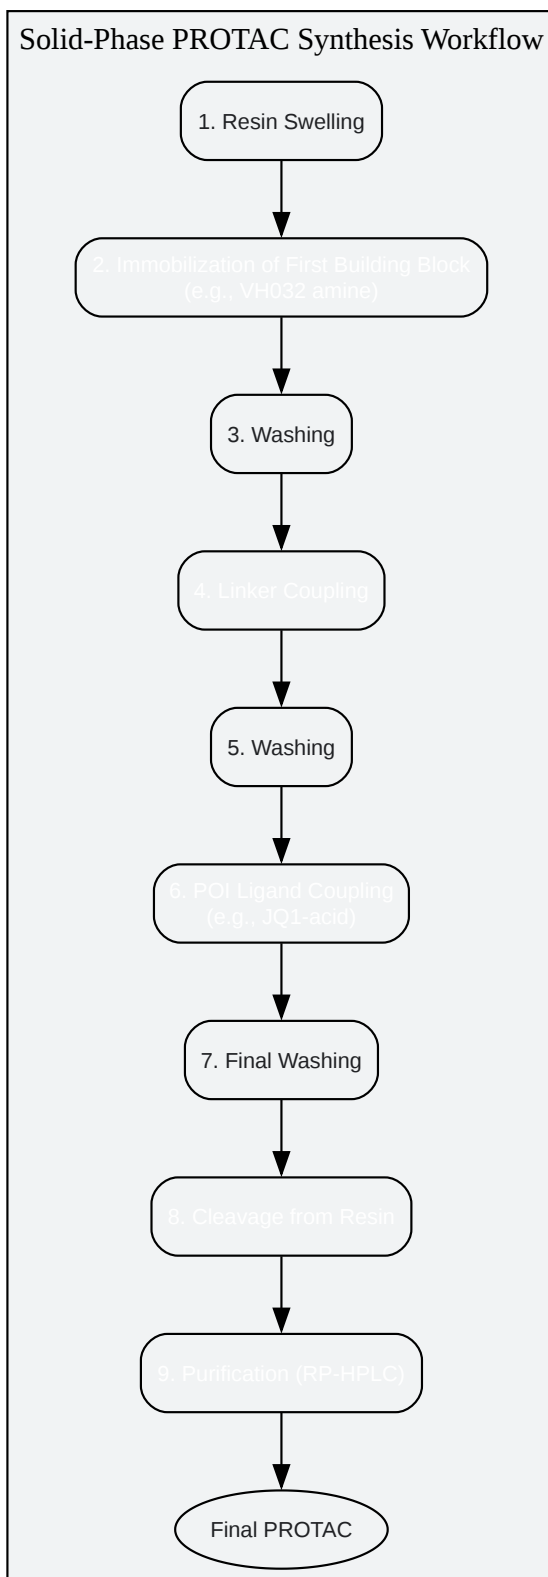 Solid-Phase PROTAC Synthesis Workflow
1. Resin Swelling
2. Immobilization of First Building Block
(e.g., VH032 amine)
3. Washing
4. Linker Coupling
5. Washing
6. POI Ligand Coupling
(e.g., JQ1-acid)
7. Final Washing
8. Cleavage from Resin
9. Purification (RP-HPLC)
Final PROTAC